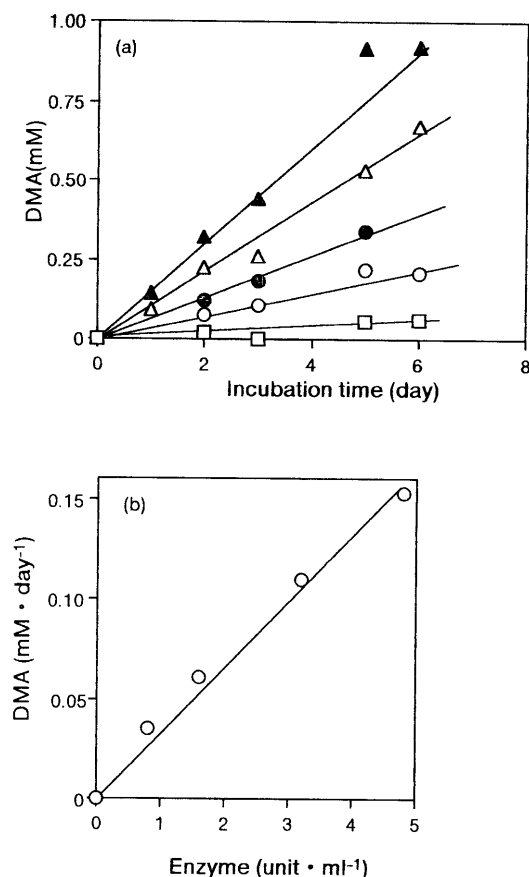 1.00
(a)
0.75
0.50
0.25
0
DMA(mM)
0 2 4 6 8
Incubation time (day)
0.15
(b)
0.10
0.05
0
DMA (mM · day⁻¹)
0 1 2 3 4 5
Enzyme (unit · ml⁻¹)